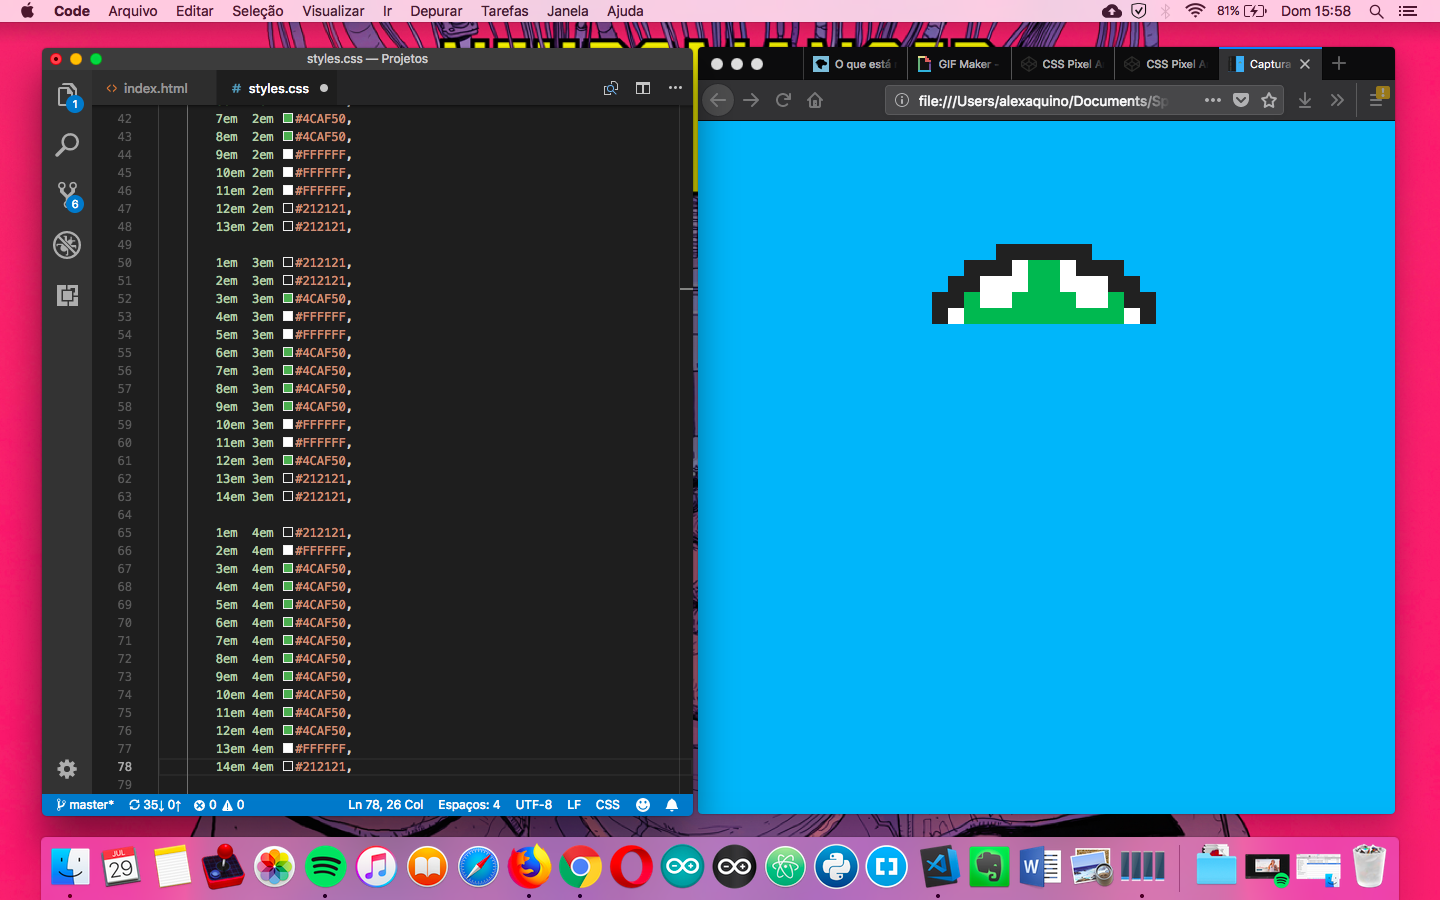 Code Arquivo Editar Seleção Visualizar Ir Depurar Tarefas Janela Ajuda 81% Dom 15:58
styles.css — Projetos
<> index.html # styles.css
42 7em 2em #4CAF50,
43 8em 2em #4CAF50,
44 9em 2em #FFFFFF,
45 10em 2em #FFFFFF,
46 11em 2em #FFFFFF,
47 12em 2em #212121,
48 13em 2em #212121,
49
50 1em 3em #212121,
51 2em 3em #212121,
52 3em 3em #4CAF50,
53 4em 3em #FFFFFF,
54 5em 3em #FFFFFF,
55 6em 3em #4CAF50,
56 7em 3em #4CAF50,
57 8em 3em #4CAF50,
58 9em 3em #4CAF50,
59 10em 3em #FFFFFF,
60 11em 3em #FFFFFF,
61 12em 3em #4CAF50,
62 13em 3em #212121,
63 14em 3em #212121,
64
65 1em 4em #212121,
66 2em 4em #FFFFFF,
67 3em 4em #4CAF50,
68 4em 4em #4CAF50,
69 5em 4em #4CAF50,
70 6em 4em #4CAF50,
71 7em 4em #4CAF50,
72 8em 4em #4CAF50,
73 9em 4em #4CAF50,
74 10em 4em #4CAF50,
75 11em 4em #4CAF50,
76 12em 4em #4CAF50,
77 13em 4em #FFFFFF,
78 14em 4em #212121,
79
1
6
master* 35↓ 0↑ 0 0 Ln 78, 26 Col Espaços: 4 UTF-8 LF CSS
O que está GIF Maker - CSS Pixel A CSS Pixel A Captura
file:///Users/alexaquino/Documents/Sp
JUL
29